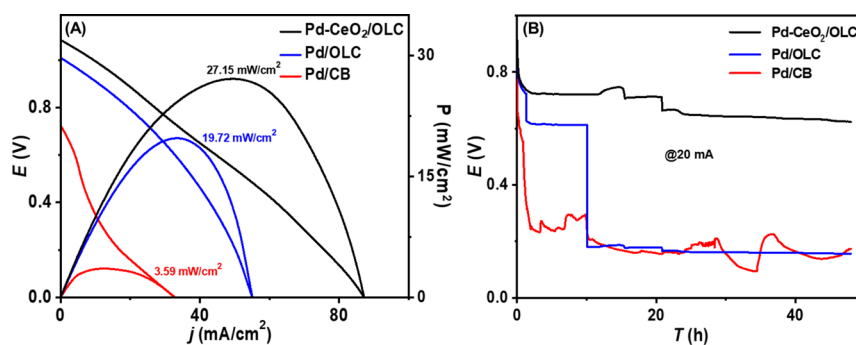 (A)
Pd-CeO₂/OLC
Pd/OLC
Pd/CB
27.15 mW/cm²
19.72 mW/cm²
3.59 mW/cm²
E (V)
0.8
0.4
0.0
P (mW/cm²)
30
15
0
0
40
80
j (mA/cm²)
(B)
Pd-CeO₂/OLC
Pd/OLC
Pd/CB
@20 mA
E (V)
0.8
0.4
0.0
0
20
40
T (h)